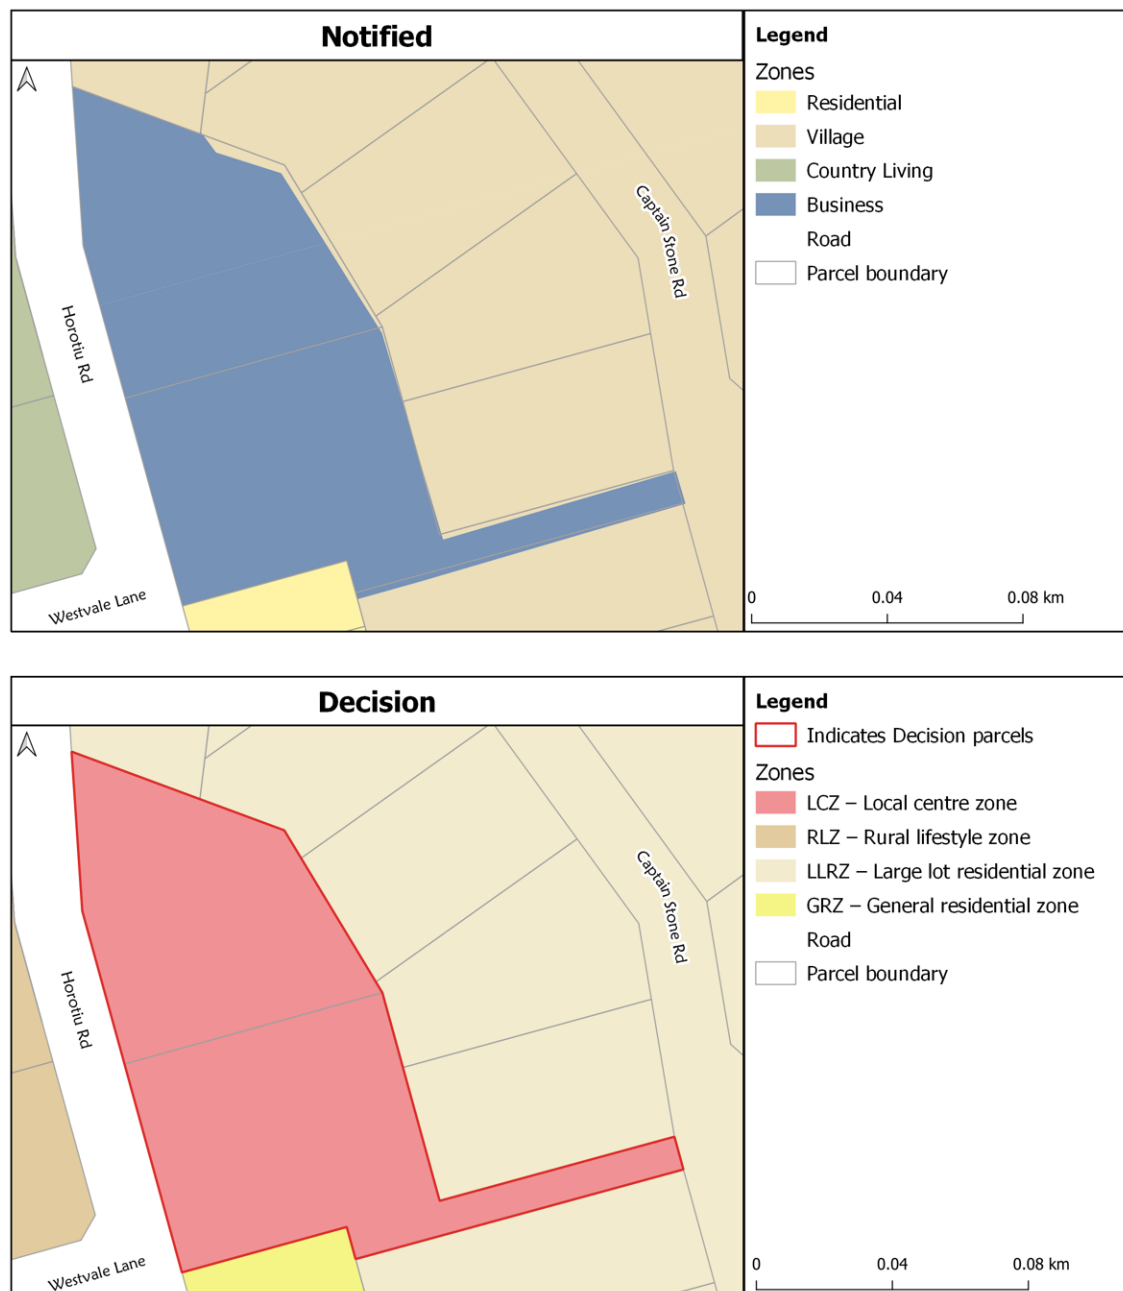 Notified
Legend
Zones
Residential
Village
Country Living
Business
Road
Parcel boundary
Captain Stone Rd
Horotiu Rd
Westvale Lane
0 0.04 0.08 km
Decision
Legend
Indicates Decision parcels
Zones
LCZ – Local centre zone
RLZ – Rural lifestyle zone
LLRZ – Large lot residential zone
GRZ – General residential zone
Road
Parcel boundary
Captain Stone Rd
Horotiu Rd
Westvale Lane
0 0.04 0.08 km